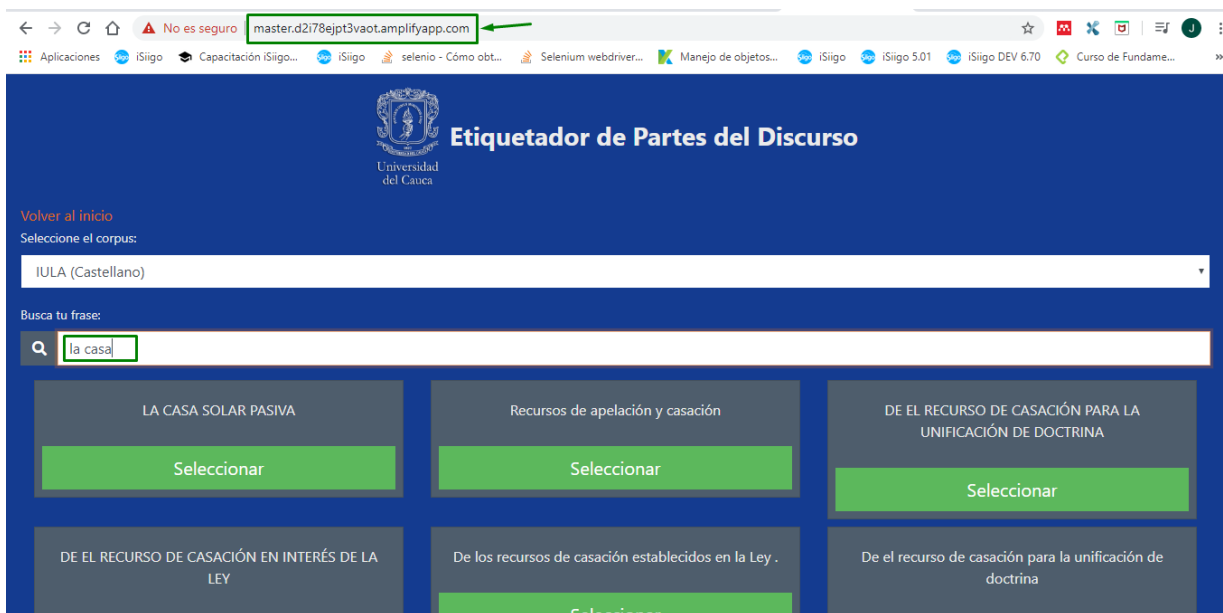 No es seguro master.d2i78ejpt3vaot.amplifyapp.com
Aplicaciones iSiigo Capacitación iSiigo... iSiigo selenio - Cómo obt... Selenium webdriver... Manejo de objetos... iSiigo iSiigo 5.01 iSiigo DEV 6.70 Curso de Fundame... »
Universidad
del Cauca
Etiquetador de Partes del Discurso
Volver al inicio
Seleccione el corpus:
IULA (Castellano)
Busca tu frase:
la casa
LA CASA SOLAR PASIVA
Seleccionar
Recursos de apelación y casación
Seleccionar
DE EL RECURSO DE CASACIÓN PARA LA
UNIFICACIÓN DE DOCTRINA
Seleccionar
DE EL RECURSO DE CASACIÓN EN INTERÉS DE LA
LEY
De los recursos de casación establecidos en la Ley .
Seleccionar
De el recurso de casación para la unificación de
doctrina